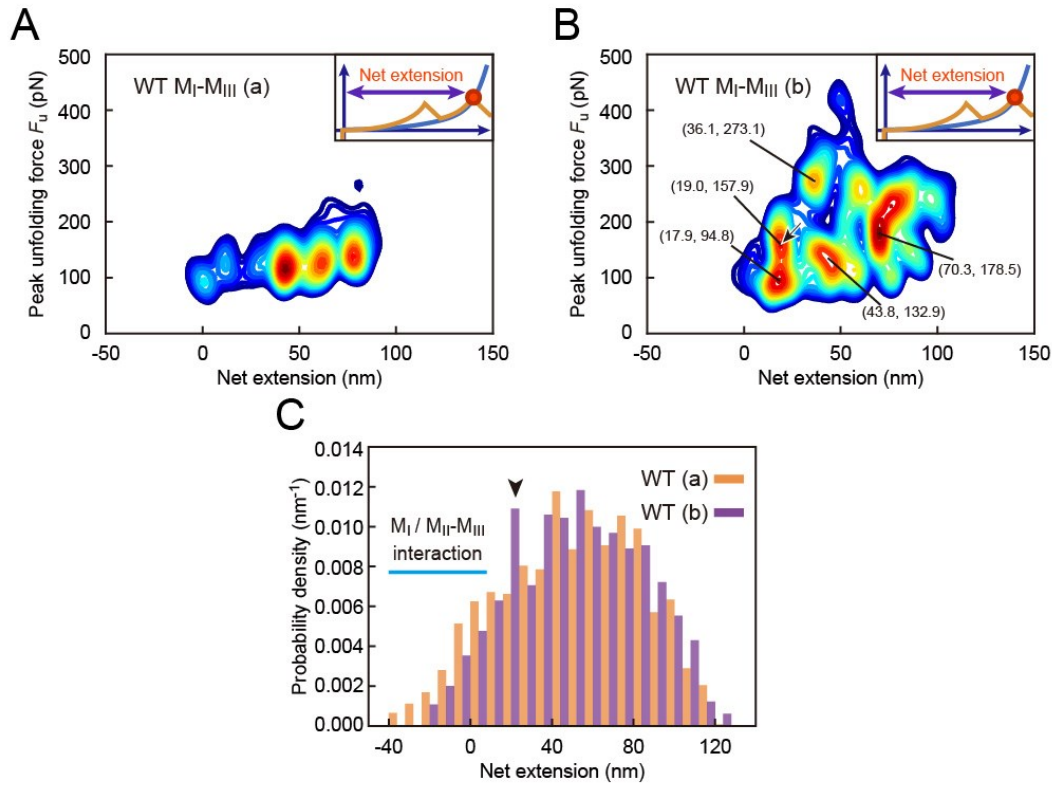 A
500
400
300
200
100
0
-50
0
50
100
150
Peak unfolding force Fu (pN)
Net extension (nm)
WT MI-MIII (a)
Net extension
B
500
400
300
200
100
0
-50
0
50
100
150
Peak unfolding force Fu (pN)
Net extension (nm)
WT MI-MIII (b)
Net extension
(36.1, 273.1)
(19.0, 157.9)
(17.9, 94.8)
(70.3, 178.5)
(43.8, 132.9)
C
0.014
0.012
0.010
0.008
0.006
0.004
0.002
0.000
-40
0
40
80
120
Probability density (nm-1)
Net extension (nm)
MI / MII-MIII
interaction
WT (a)
WT (b)